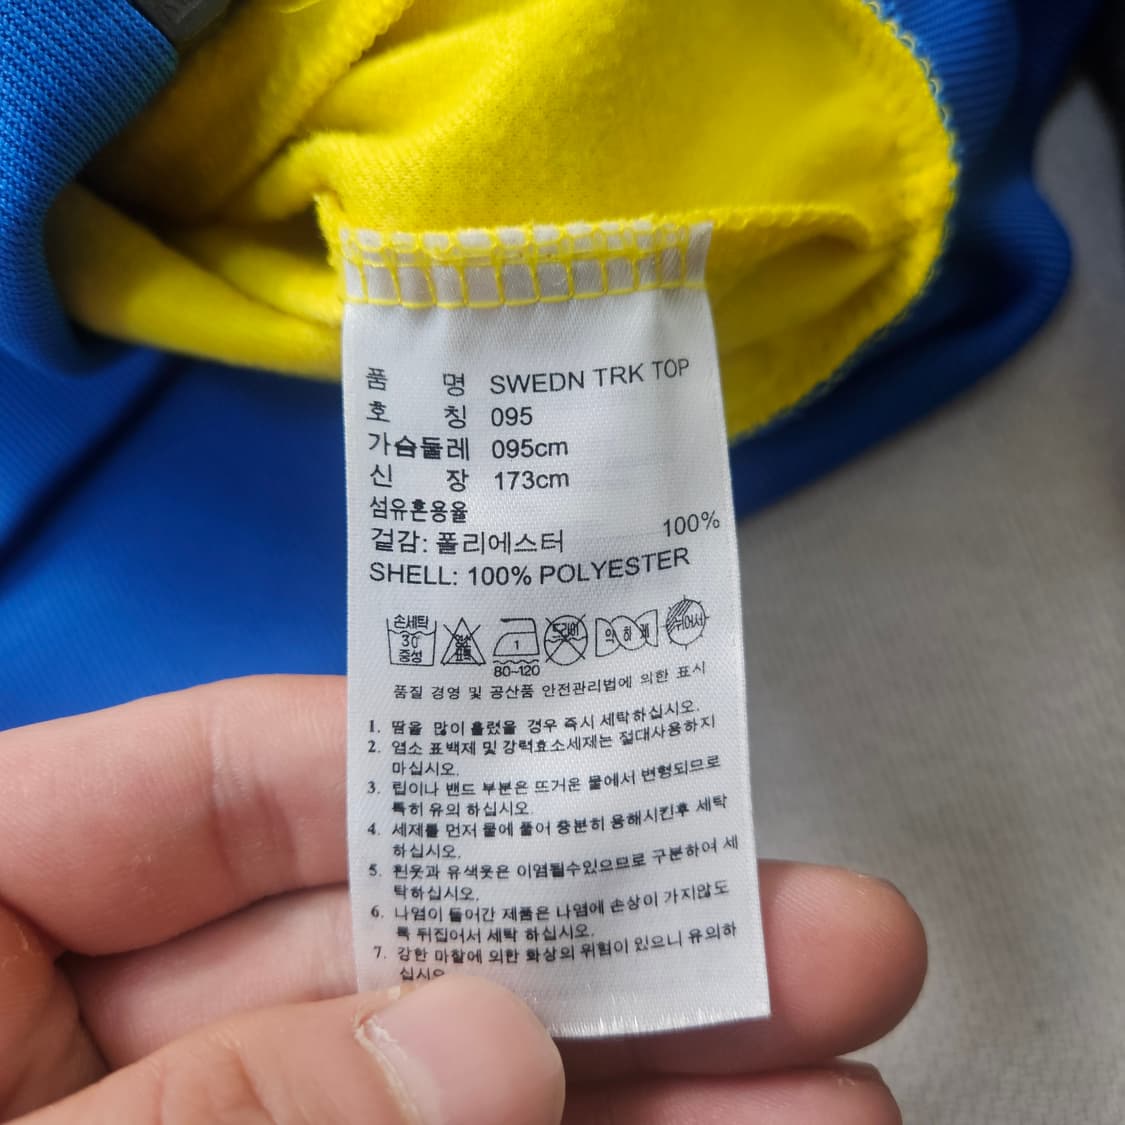 품 명 SWEDN TRK TOP
호 칭 095
가슴둘레 095cm
신 장 173cm
섬유혼용율
겉감: 폴리에스터 100%
SHELL: 100% POLYESTER
손세탁 30 중성 염소표백 1 80~120 드라이 약하게 뉘어서
품질 경영 및 공산품 안전관리법에 의한 표시
1. 땀을 많이 흘렸을 경우 즉시 세탁하십시오.
2. 염소 표백제 및 강력효소세제는 절대사용하지
마십시오.
3. 립이나 밴드 부분은 뜨거운 물에서 변형되므로
특히 유의 하십시오.
4. 세제를 먼저 물에 풀어 충분히 용해시킨후 세탁
하십시오.
5. 흰옷과 유색옷은 이염될수있으므로 구분하여 세
탁하십시오.
6. 나염이 들어간 제품은 나염에 손상이 가지않도
록 뒤집어서 세탁 하십시오.
7. 강한 마찰에 의한 화상의 위험이 있으니 유의하
십시오